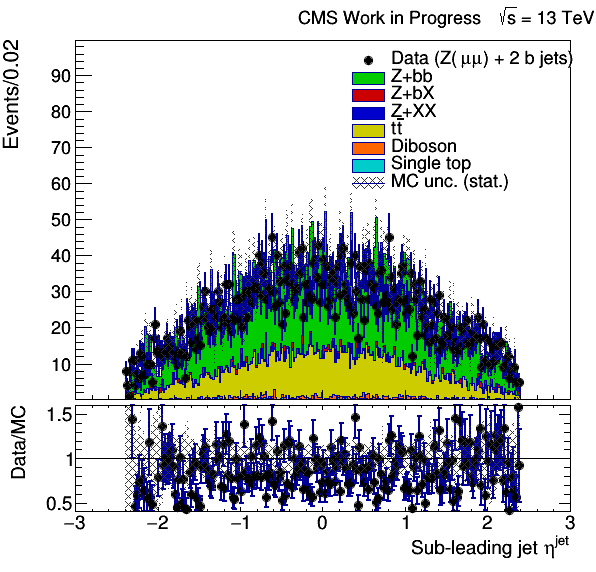 CMS Work in Progress √s = 13 TeV
Events/0.02
90
80
70
60
50
40
30
20
10
Data (Z(μμ) + 2 b jets)
Z+bb
Z+bX
Z+XX
tt̅
Diboson
Single top
MC unc. (stat.)
Data/MC
1.5
1
0.5
−3 −2 −1 0 1 2 3
Sub-leading jet η^jet